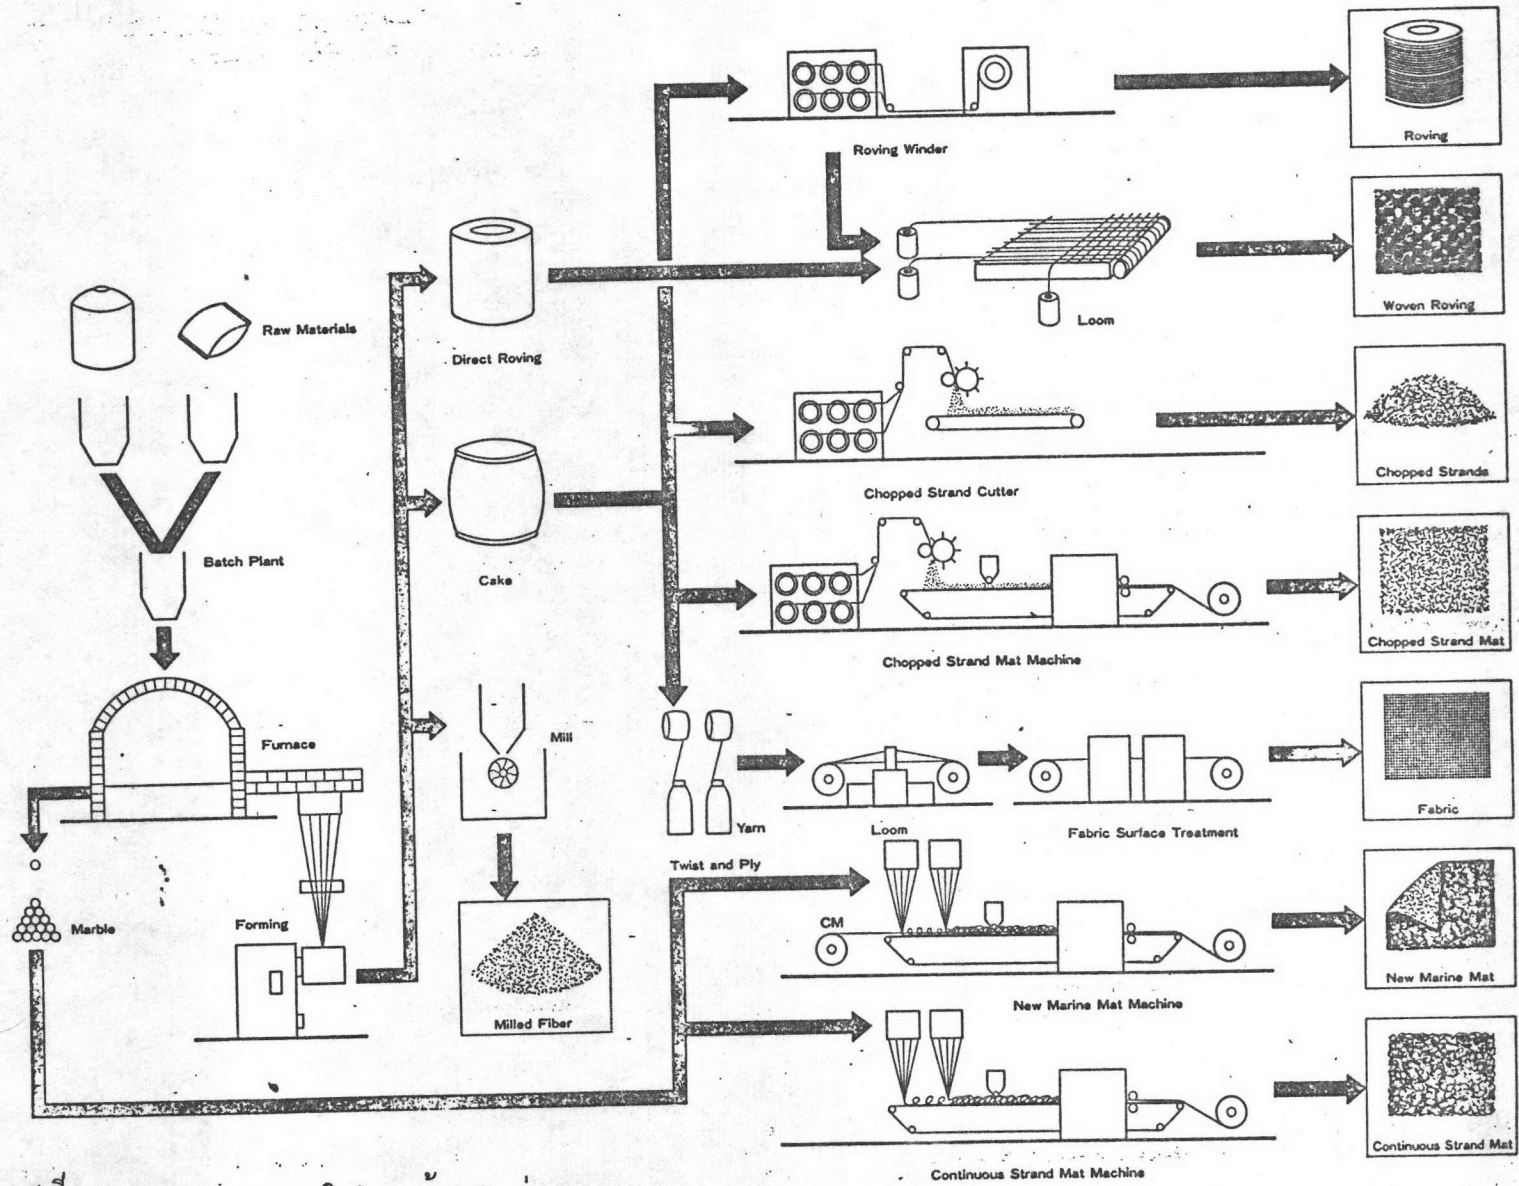 Roving Winder
Roving
Raw Materials
Direct Roving
Loom
Woven Roving
Chopped Strand Cutter
Chopped Strands
Batch Plant
Cake
Chopped Strand Mat Machine
Chopped Strand Mat
Furnace
Mill
Yarn
Twist and Ply
Loom
Fabric Surface Treatment
Fabric
Marble
Forming
Milled Fiber
CM
New Marine Mat Machine
New Marine Mat
Continuous Strand Mat Machine
Continuous Strand Mat